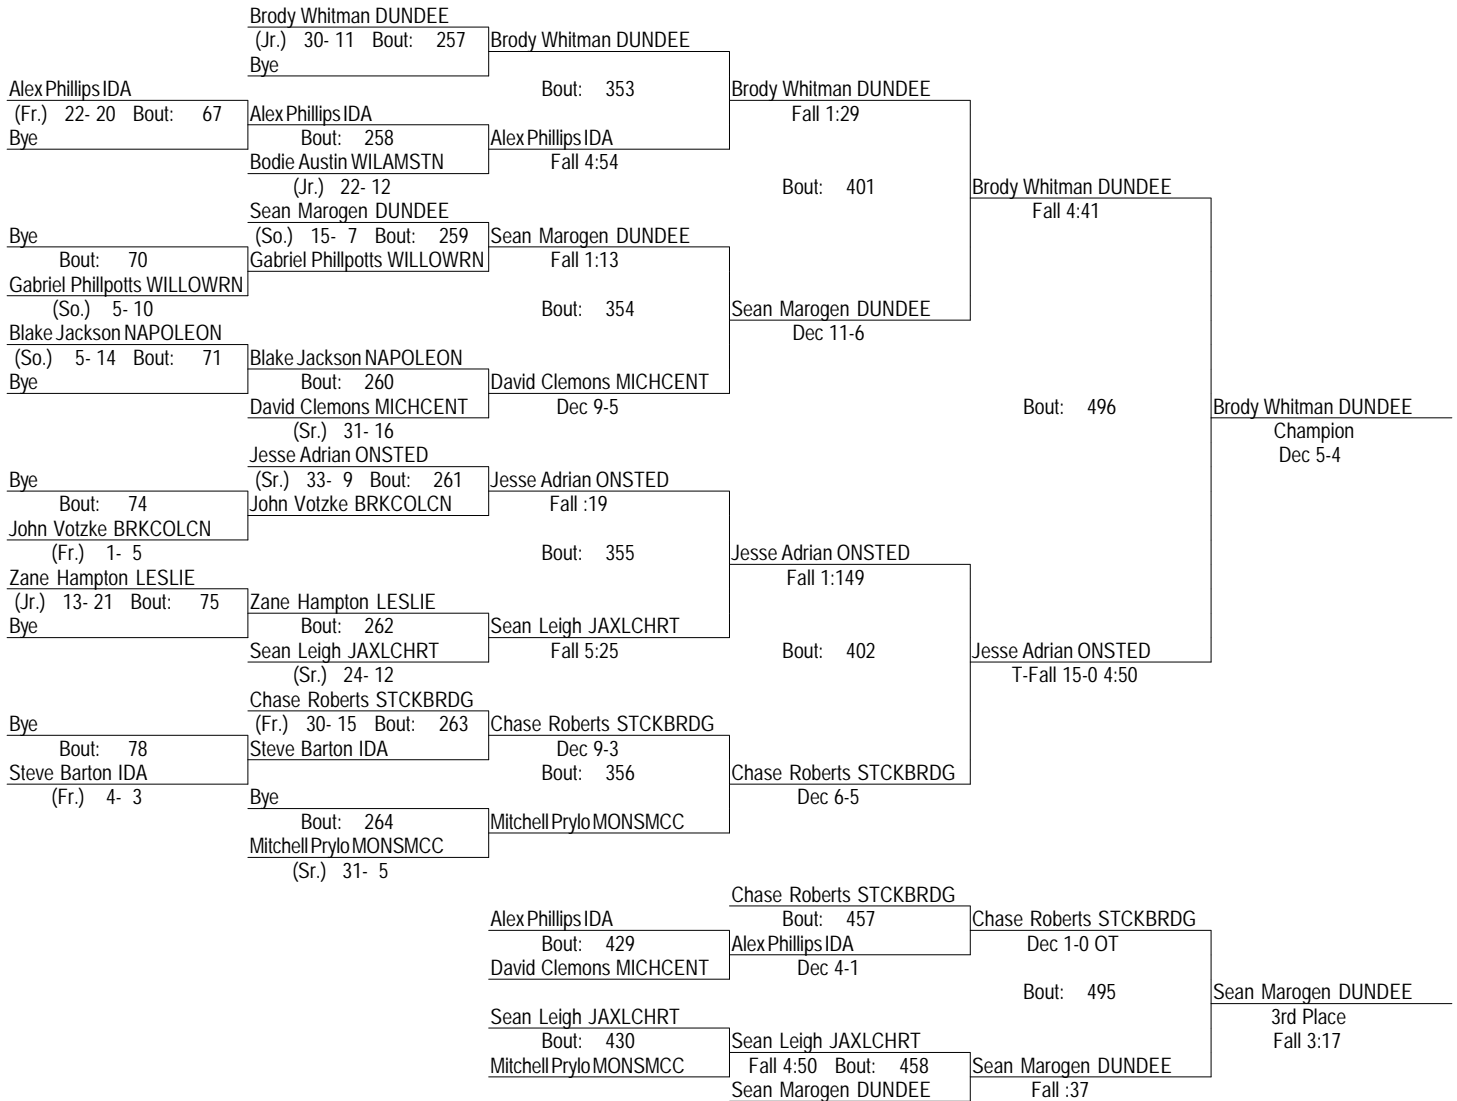 Brody Whitman DUNDEE
(Jr.) 30- 11 Bout: 257 Brody Whitman DUNDEE
Bye
Alex Phillips IDA Bout: 353 Brody Whitman DUNDEE
(Fr.) 22- 20 Bout: 67 Alex Phillips IDA Fall 1:29
Bye Bout: 258 Alex Phillips IDA
Bodie Austin WILAMSTN Fall 4:54
(Jr.) 22- 12 Bout: 401 Brody Whitman DUNDEE
Sean Marogen DUNDEE Fall 4:41
Bye (So.) 15- 7 Bout: 259 Sean Marogen DUNDEE
Bout: 70 Gabriel Phillpotts WILLOWRN Fall 1:13
Gabriel Phillpotts WILLOWRN
(So.) 5- 10 Bout: 354 Sean Marogen DUNDEE
Blake Jackson NAPOLEON Dec 11-6
(So.) 5- 14 Bout: 71 Blake Jackson NAPOLEON
Bye Bout: 260 David Clemons MICHCENT
David Clemons MICHCENT Dec 9-5 Bout: 496 Brody Whitman DUNDEE
(Sr.) 31- 16 Champion
Jesse Adrian ONSTED Dec 5-4
Bye (Sr.) 33- 9 Bout: 261 Jesse Adrian ONSTED
Bout: 74 John Votzke BRKCOLCN Fall :19
John Votzke BRKCOLCN
(Fr.) 1- 5 Bout: 355 Jesse Adrian ONSTED
Zane Hampton LESLIE Fall 1:149
(Jr.) 13- 21 Bout: 75 Zane Hampton LESLIE
Bye Bout: 262 Sean Leigh JAXLCHRT
Sean Leigh JAXLCHRT Fall 5:25 Bout: 402 Jesse Adrian ONSTED
(Sr.) 24- 12 T-Fall 15-0 4:50
Chase Roberts STCKBRDG
Bye (Fr.) 30- 15 Bout: 263 Chase Roberts STCKBRDG
Bout: 78 Steve Barton IDA Dec 9-3
Steve Barton IDA Bout: 356 Chase Roberts STCKBRDG
(Fr.) 4- 3 Bye Dec 6-5
Bout: 264 Mitchell Prylo MONSMCC
Mitchell Prylo MONSMCC
(Sr.) 31- 5
Chase Roberts STCKBRDG
Alex Phillips IDA Bout: 457 Chase Roberts STCKBRDG
Bout: 429 Alex Phillips IDA Dec 1-0 OT
David Clemons MICHCENT Dec 4-1
Bout: 495 Sean Marogen DUNDEE
Sean Leigh JAXLCHRT 3rd Place
Bout: 430 Sean Leigh JAXLCHRT Fall 3:17
Mitchell Prylo MONSMCC Fall 4:50 Bout: 458 Sean Marogen DUNDEE
Sean Marogen DUNDEE Fall :37